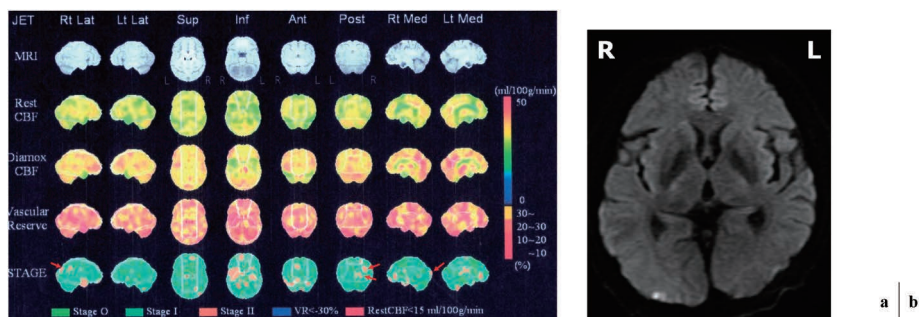 JET Rt Lat Lt Lat Sup Inf Ant Post Rt Med Lt Med
MRI
L R R L R L L R
(ml/100g/min)
Rest CBF
50
Diamox CBF
0
Vascular Reserve
30~
20~30
10~20
~10
(%)
STAGE
Stage O Stage I Stage II VR<-30% RestCBF<15 ml/100g/min
R L
a b